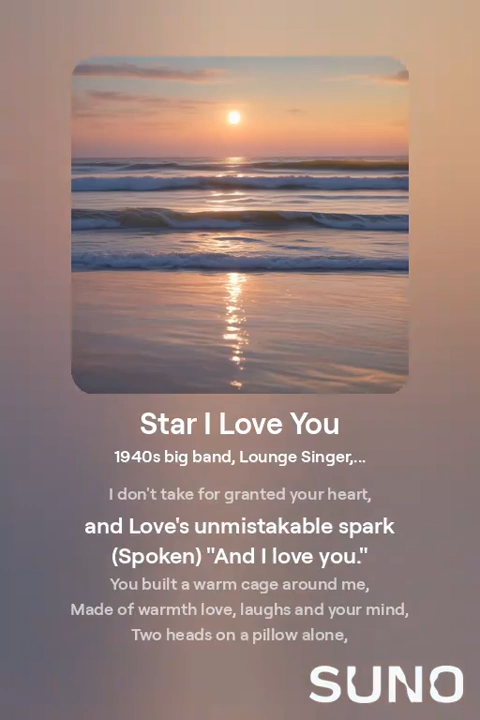 Star I Love You
1940s big band, Lounge Singer,...
I don't take for granted your heart,
and Love's unmistakable spark
(Spoken) "And I love you."
You built a warm cage around me,
Made of warmth love, laughs and your mind,
Two heads on a pillow alone,
SUNO